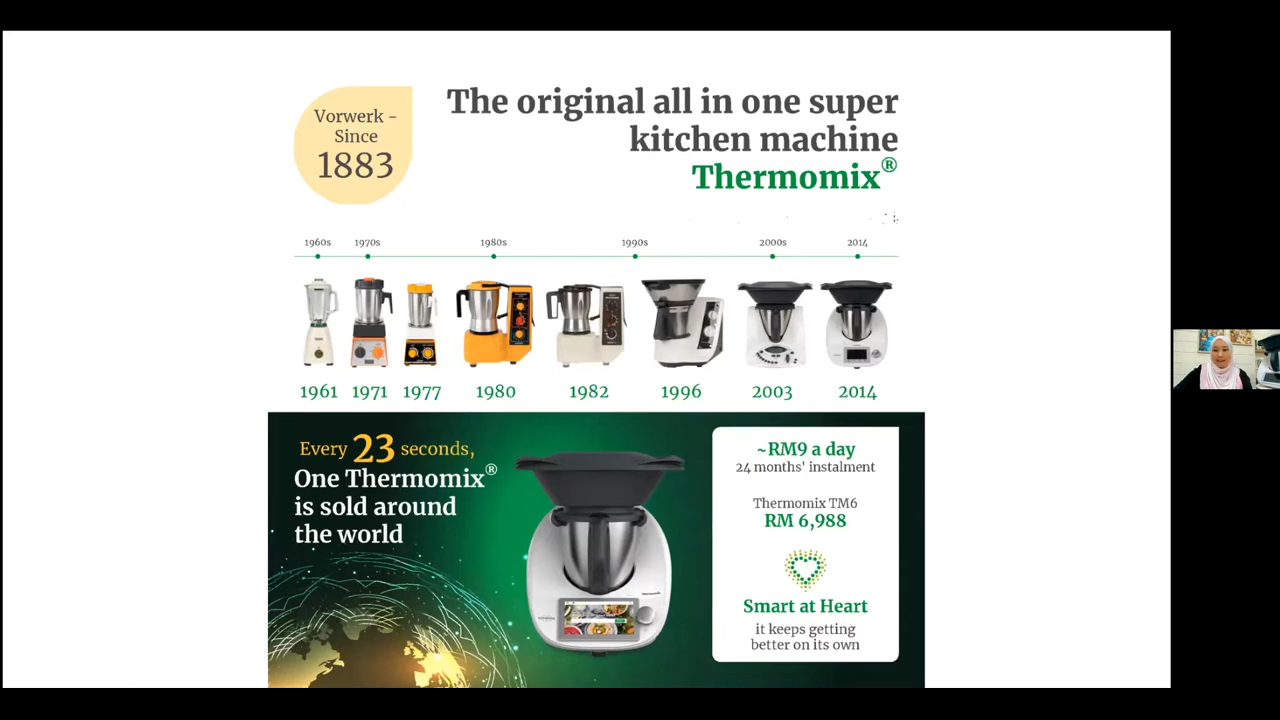 Vorwerk -
Since
1883
The original all in one super
kitchen machine
Thermomix®
1960s 1970s 1980s 1990s 2000s 2014
1961 1971 1977 1980 1982 1996 2003 2014
Every 23 seconds,
One Thermomix®
is sold around
the world
~RM9 a day
24 months' instalment
Thermomix TM6
RM 6,988
Smart at Heart
it keeps getting
better on its own